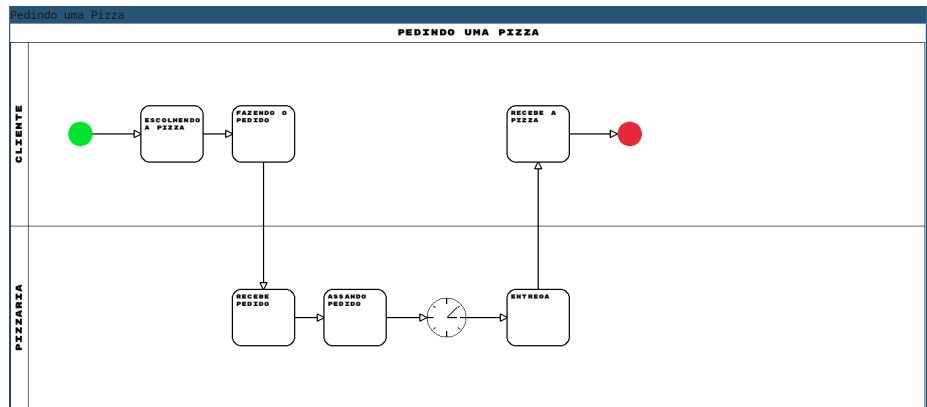 Pedindo uma Pizza
PEDINDO UMA PIZZA
CLIENTE
ESCOLHENDO
A PIZZA
FAZENDO O
PEDIDO
RECEBE A
PIZZA
PIZZARIA
RECEBE
PEDIDO
ASSANDO
PEDIDO
ENTREGA